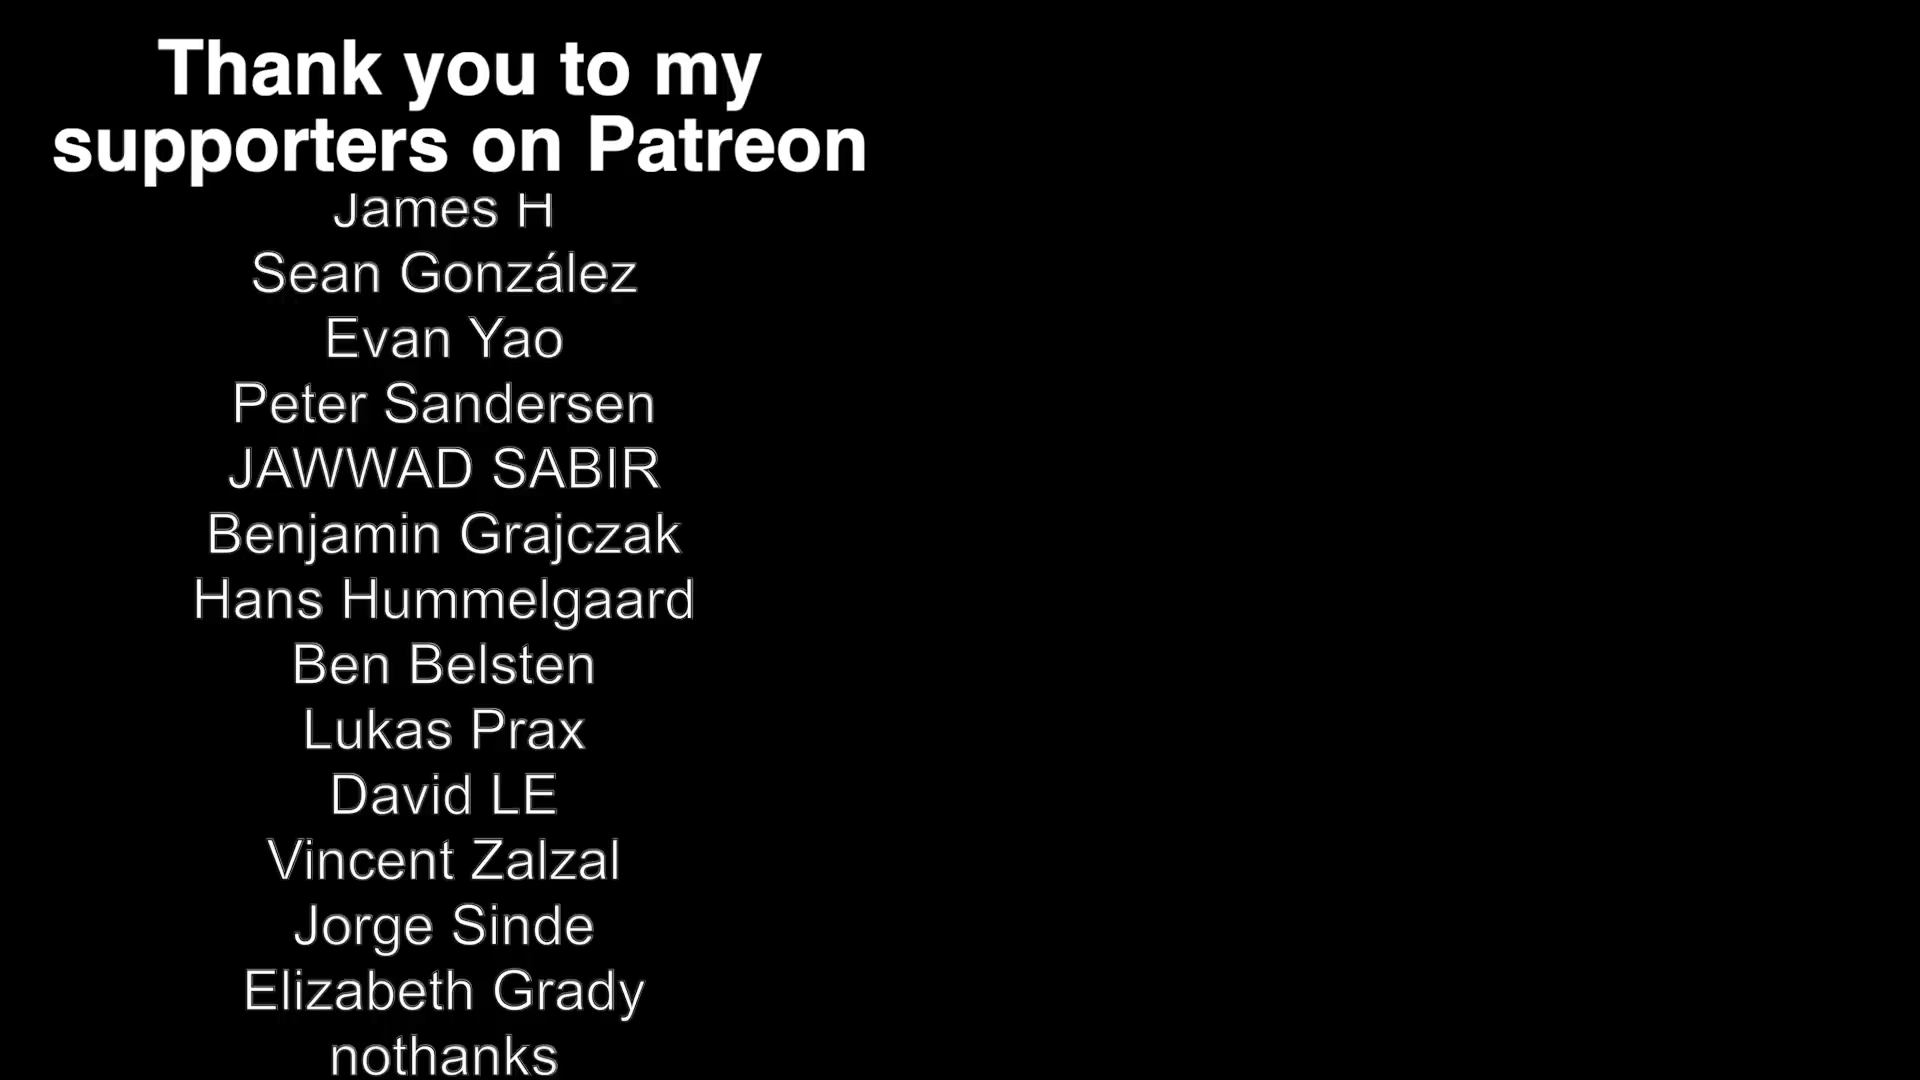 Thank you to my
supporters on Patreon
James H
Sean González
Evan Yao
Peter Sandersen
JAWWAD SABIR
Benjamin Grajczak
Hans Hummelgaard
Ben Belsten
Lukas Prax
David LE
Vincent Zalzal
Jorge Sinde
Elizabeth Grady
nothanks